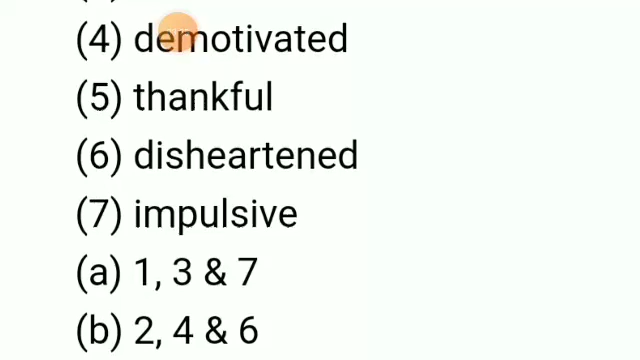 (4) demotivated
(5) thankful
(6) disheartened
(7) impulsive
(a) 1, 3 & 7
(b) 2, 4 & 6